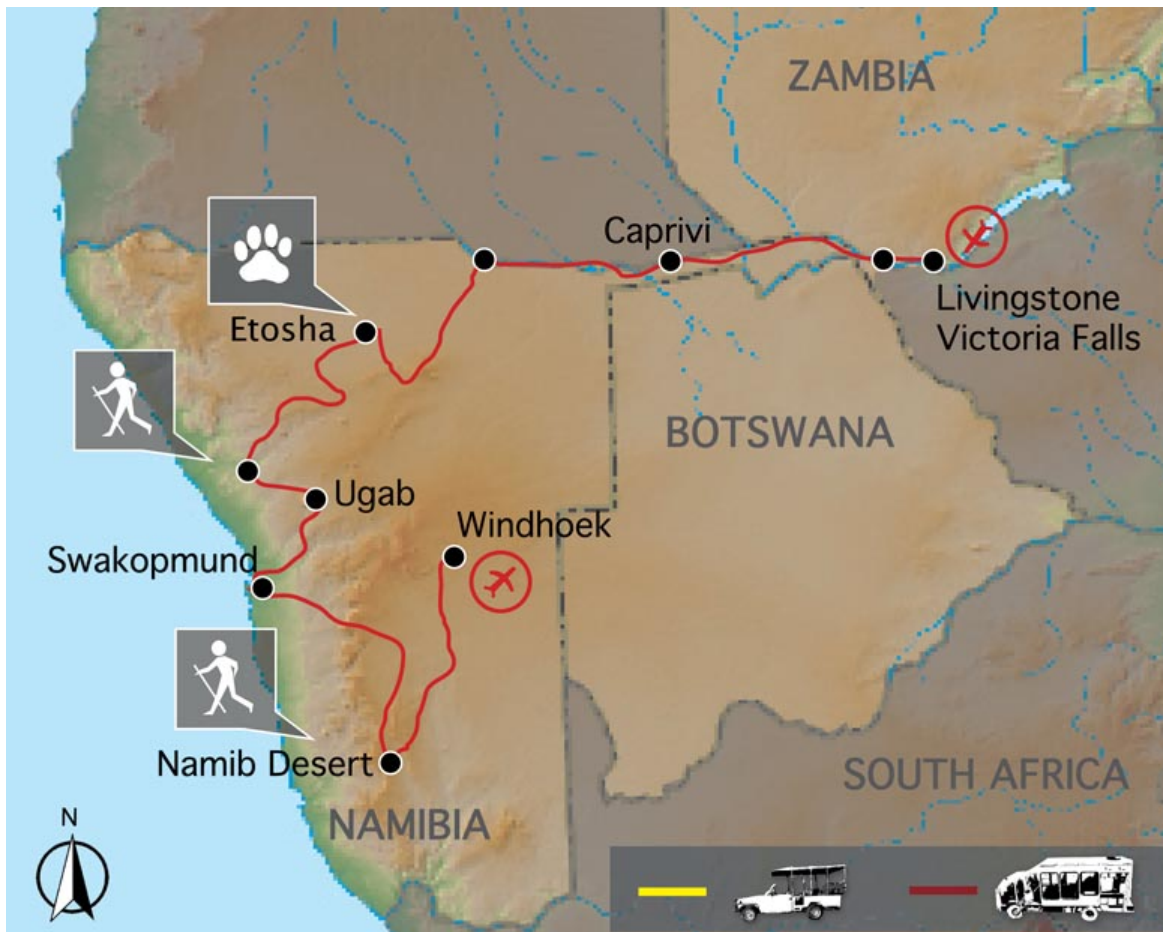 ZAMBIA
Caprivi
Livingstone
Victoria Falls
Etosha
BOTSWANA
Ugab
Windhoek
Swakopmund
Namib Desert
SOUTH AFRICA
NAMIBIA
N